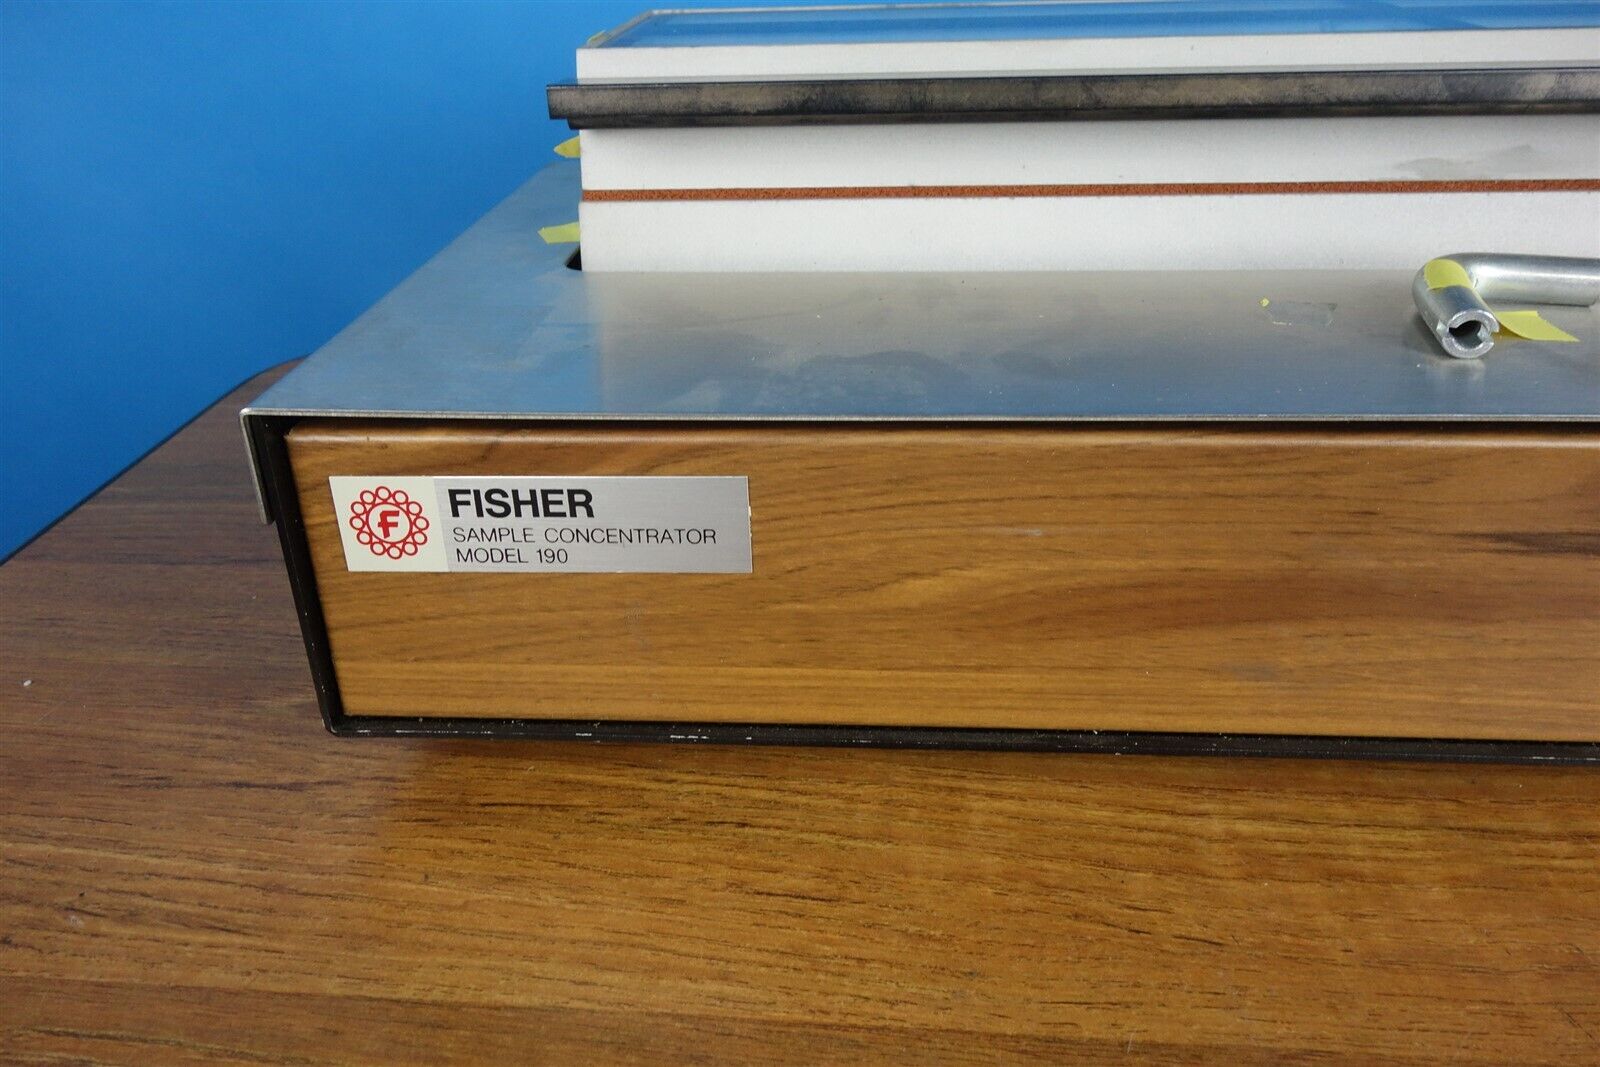 F
FISHER
SAMPLE CONCENTRATOR
MODEL 190